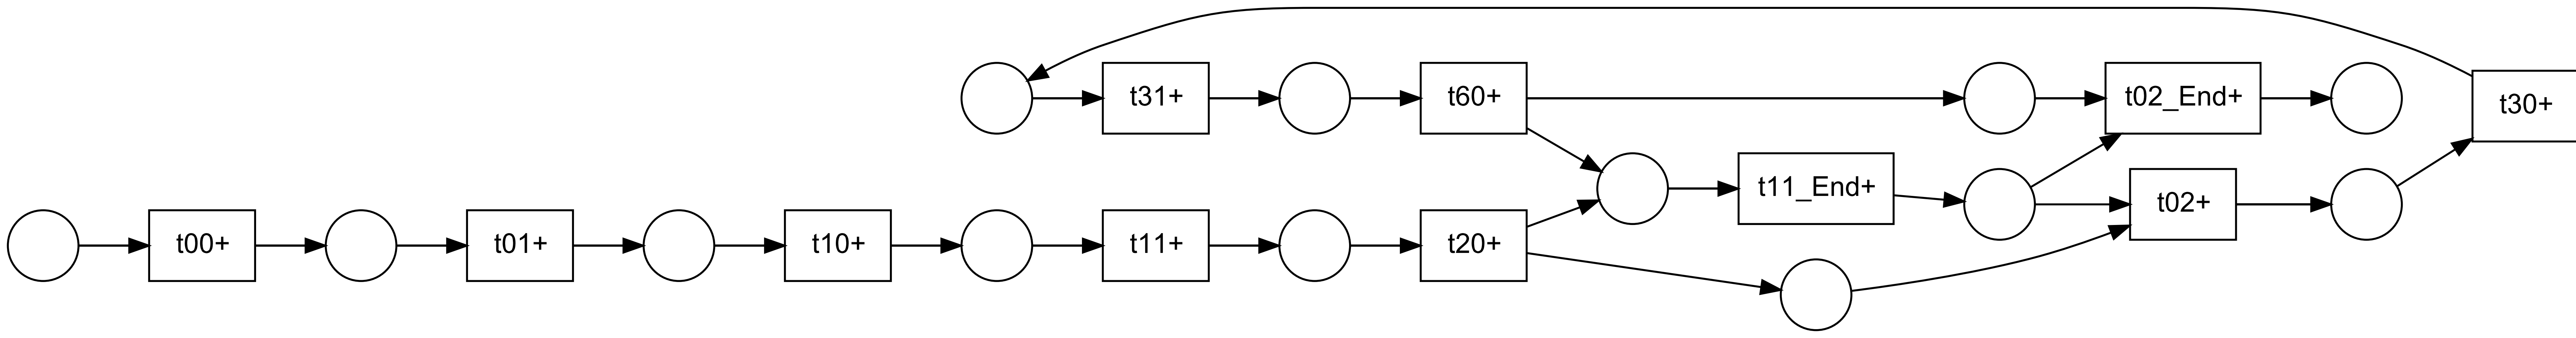 t31+
t60+
t02_End+
t30+
t11_End+
t02+
t00+
t01+
t10+
t11+
t20+